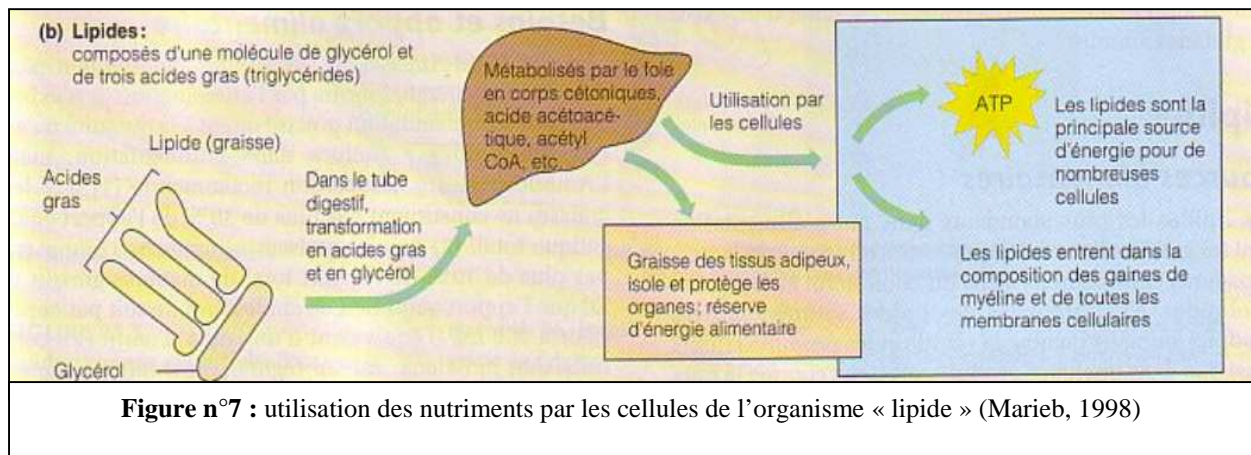 (b) Lipides:
composés d'une molécule de glycérol et
de trois acides gras (triglycérides)
Lipide (graisse)
Acides
gras
Glycérol
Dans le tube
digestif,
transformation
en acides gras
et en glycérol
Métabolisés par le foie
en corps cétoniques,
acide acétoacé-
tique, acétyl
CoA, etc.
Utilisation par
les cellules
Graisse des tissus adipeux,
isole et protège les
organes; réserve
d'énergie alimentaire
ATP
Les lipides sont la
principale source
d'énergie pour de
nombreuses
cellules
Les lipides entrent dans la
composition des gaines de
myéline et de toutes les
membranes cellulaires
Figure n°7 : utilisation des nutriments par les cellules de l'organisme « lipide » (Marieb, 1998)